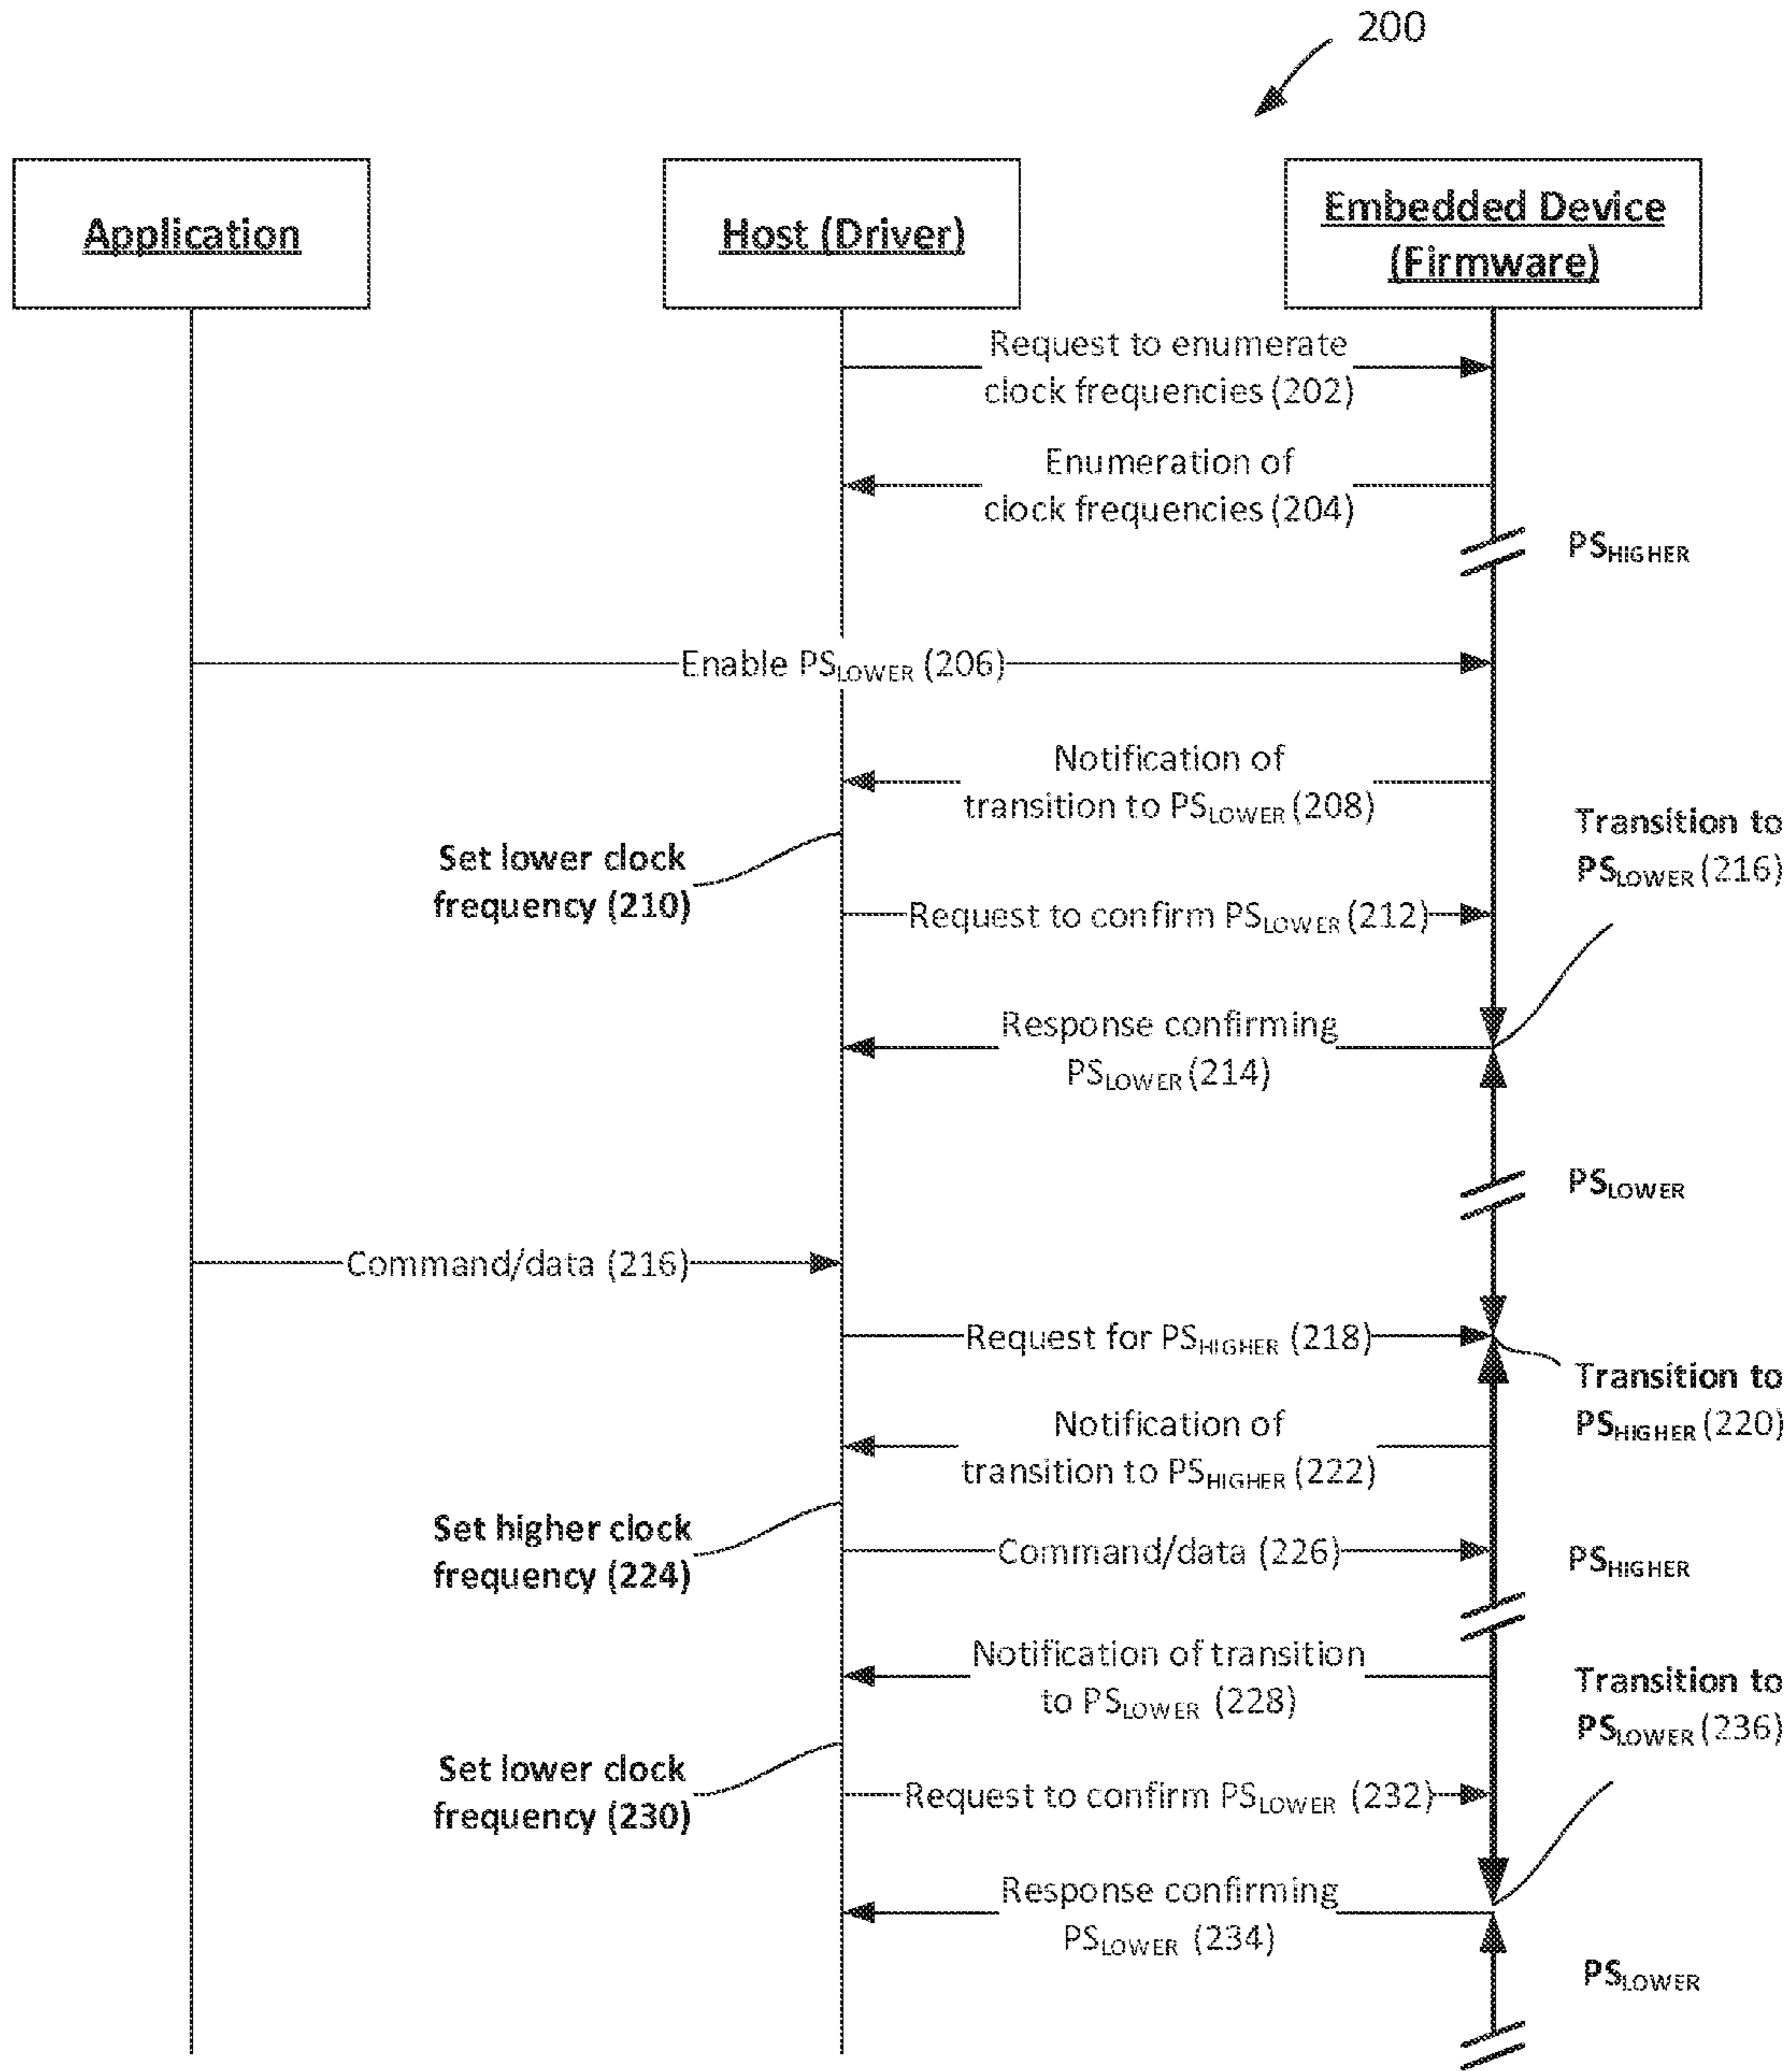 200
Application
Host (Driver)
Embedded Device
(Firmware)
Request to enumerate
clock frequencies (202)
Enumeration of
clock frequencies (204)
PSHIGHER
Enable PSLOWER (206)
Notification of
transition to PSLOWER (208)
Transition to
PSLOWER (216)
Set lower clock
frequency (210)
Request to confirm PSLOWER (212)
Response confirming
PSLOWER (214)
PSLOWER
Command/data (216)
Request for PSHIGHER (218)
Transition to
PSHIGHER (220)
Notification of
transition to PSHIGHER (222)
Set higher clock
frequency (224)
Command/data (226)
PSHIGHER
Notification of transition
to PSLOWER (228)
Transition to
PSLOWER (236)
Set lower clock
frequency (230)
Request to confirm PSLOWER (232)
Response confirming
PSLOWER (234)
PSLOWER